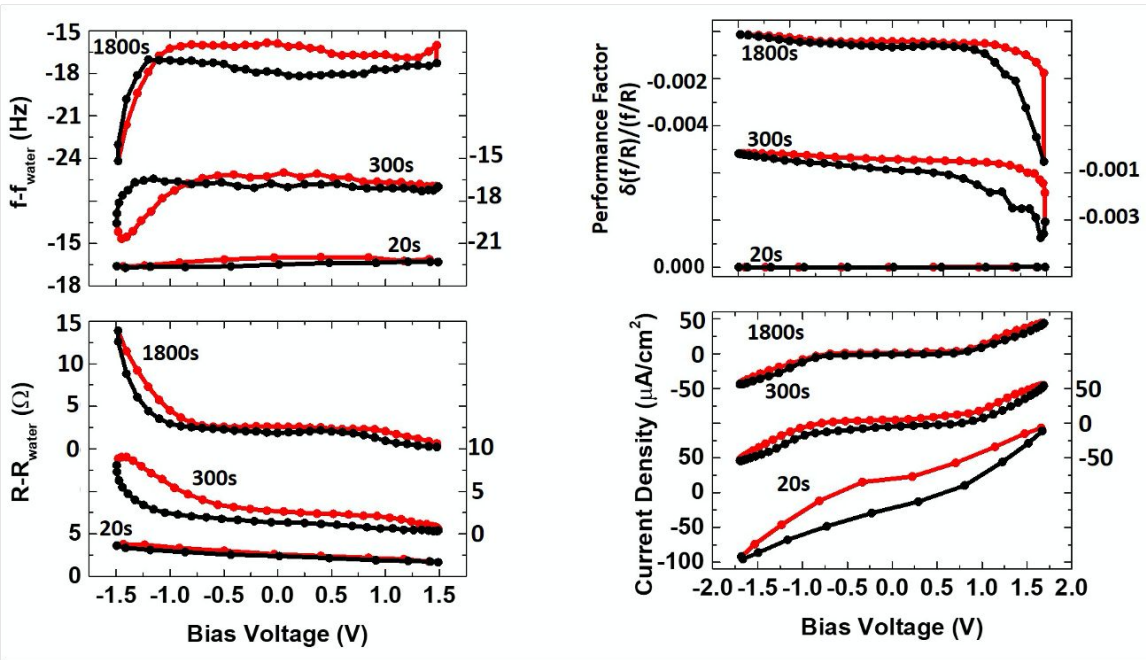 -15
-18
-21
-24
-15
-18
f-fwater (Hz)
1800s
300s
20s
-15
-18
-21
-0.002
-0.004
0.000
Performance Factor
δ(f/R)/(f/R)
1800s
300s
20s
-0.001
-0.003
15
10
5
0
5
0
R-Rwater (Ω)
1800s
300s
20s
10
5
0
-1.5 -1.0 -0.5 0.0 0.5 1.0 1.5
Bias Voltage (V)
50
0
-50
50
0
-50
-100
Current Density (μA/cm²)
1800s
300s
20s
50
0
-50
-2.0 -1.5 -1.0 -0.5 0.0 0.5 1.0 1.5 2.0
Bias Voltage (V)